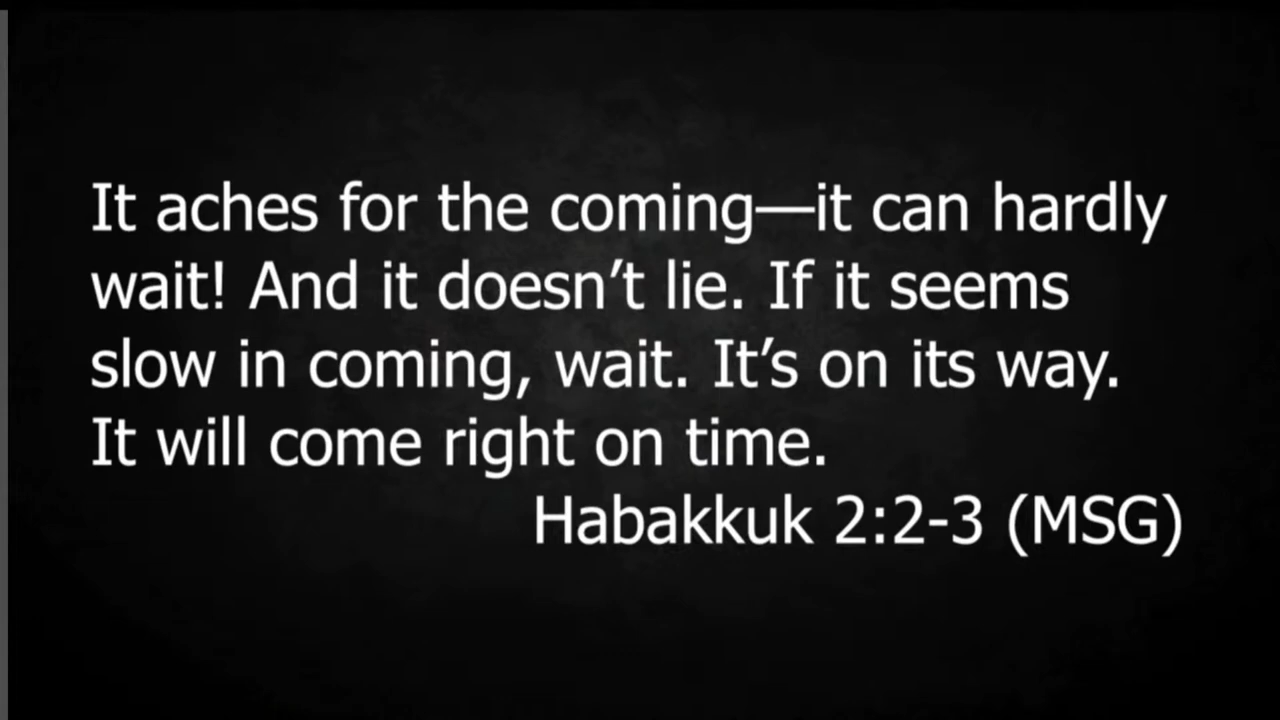 It aches for the coming—it can hardly
wait! And it doesn’t lie. If it seems
slow in coming, wait. It’s on its way.
It will come right on time.
Habakkuk 2:2-3 (MSG)